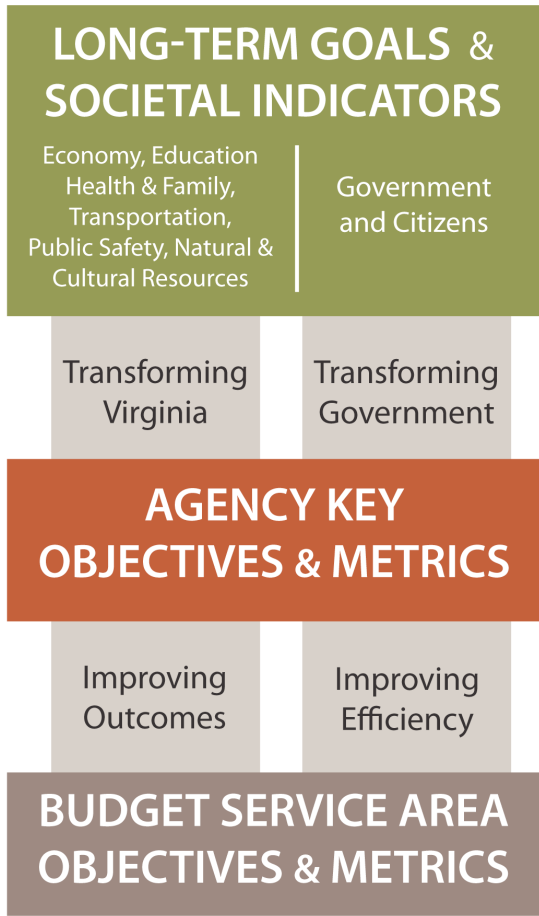 LONG-TERM GOALS &
SOCIETAL INDICATORS
Economy, Education
Health & Family,
Transportation,
Public Safety, Natural &
Cultural Resources
Government
and Citizens
Transforming
Virginia
Transforming
Government
AGENCY KEY
OBJECTIVES & METRICS
Improving
Outcomes
Improving
Efficiency
BUDGET SERVICE AREA
OBJECTIVES & METRICS